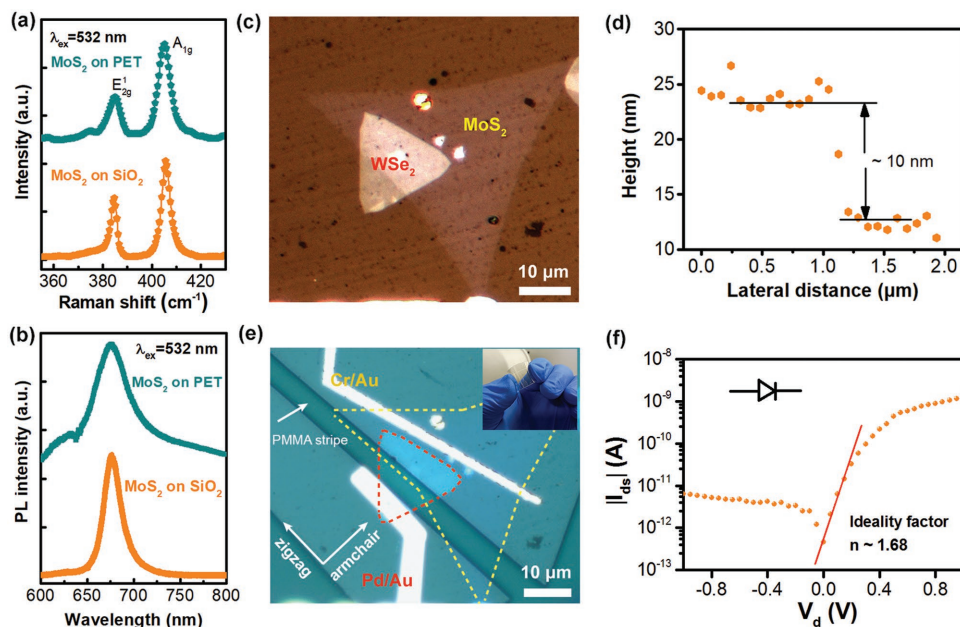 (a)
λex=532 nm
MoS2 on PET
A1g
E¹2g
MoS2 on SiO2
Intensity (a.u.)
360 380 400 420
Raman shift (cm⁻¹)
(b)
λex=532 nm
MoS2 on PET
MoS2 on SiO2
PL intensity (a.u.)
600 650 700 750 800
Wavelength (nm)
(c)
MoS2
WSe2
10 µm
(d)
30
25
20
15
10
Height (nm)
~ 10 nm
0.0 0.5 1.0 1.5 2.0
Lateral distance (µm)
(e)
Cr/Au
PMMA stripe
zigzag
armchair
Pd/Au
10 µm
(f)
10⁻⁸
10⁻⁹
10⁻¹⁰
10⁻¹¹
10⁻¹²
10⁻¹³
|Ids| (A)
Ideality factor
n ~ 1.68
-0.8 -0.4 0.0 0.4 0.8
Vd (V)